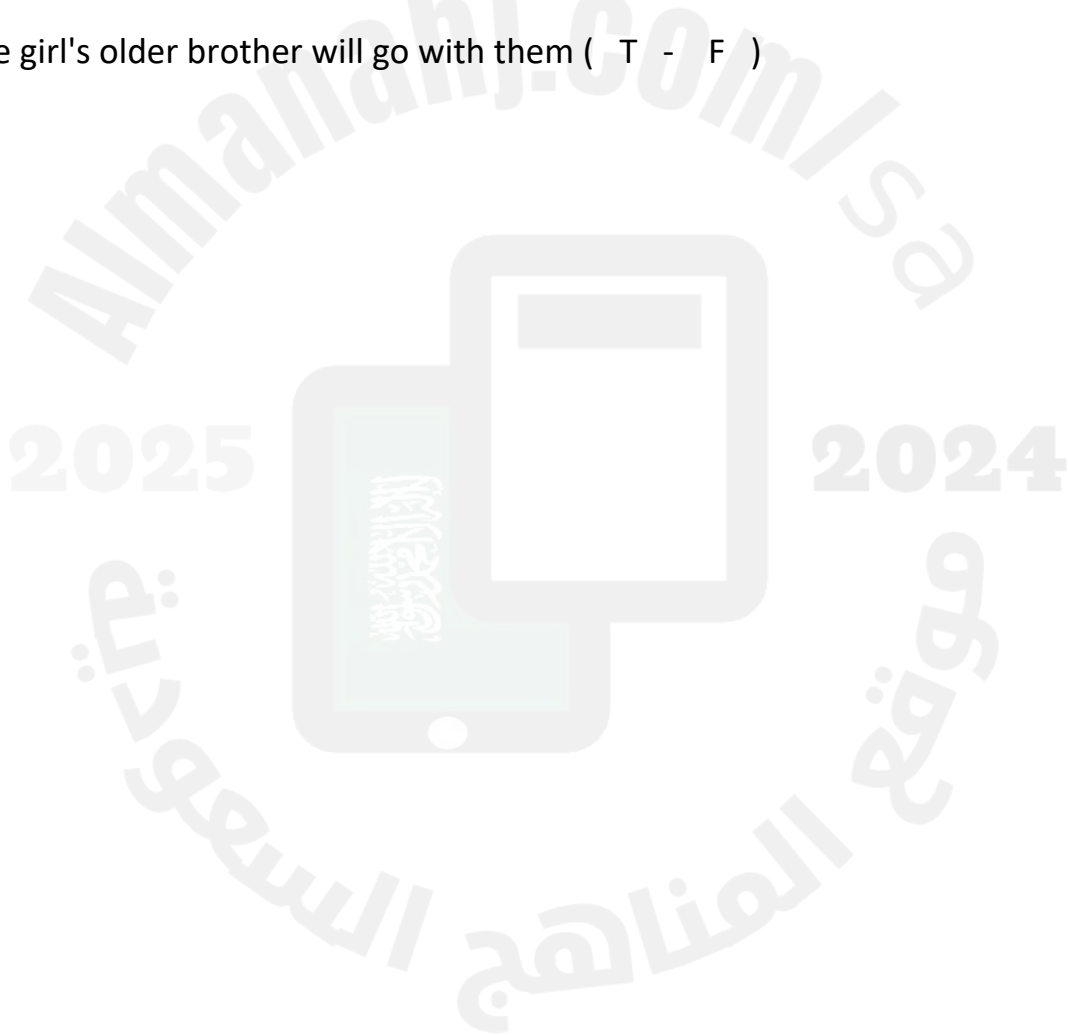 e girl's older brother will go with them ( T - F )
Almanahj.com/sa
2025
2024
موقع
المناهج
السعودية